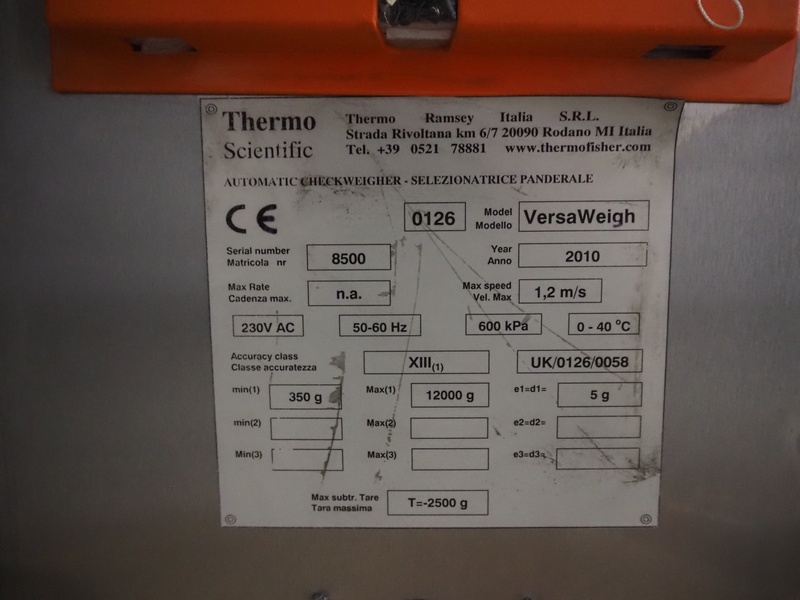 Thermo
Scientific
Thermo Ramsey Italia S.R.L.
Strada Rivoltana km 6/7 20090 Rodano MI Italia
Tel. +39 0521 78881 www.thermofisher.com
AUTOMATIC CHECKWEIGHER - SELEZIONATRICE PANDERALE
CE 0126 Model Modello VersaWeigh
Serial number Matricola nr 8500 Year Anno 2010
Max Rate Cadenza max. n.a. Max speed Vel. Max 1,2 m/s
230V AC 50-60 Hz 600 kPa 0 - 40 °C
Accuracy class Classe accuratezza XIII(1) UK/0126/0058
min(1) 350 g Max(1) 12000 g e1=d1= 5 g
min(2) Max(2) e2=d2=
Min(3) Max(3) e3=d3=
Max subtr. Tare Tara massima T=-2500 g